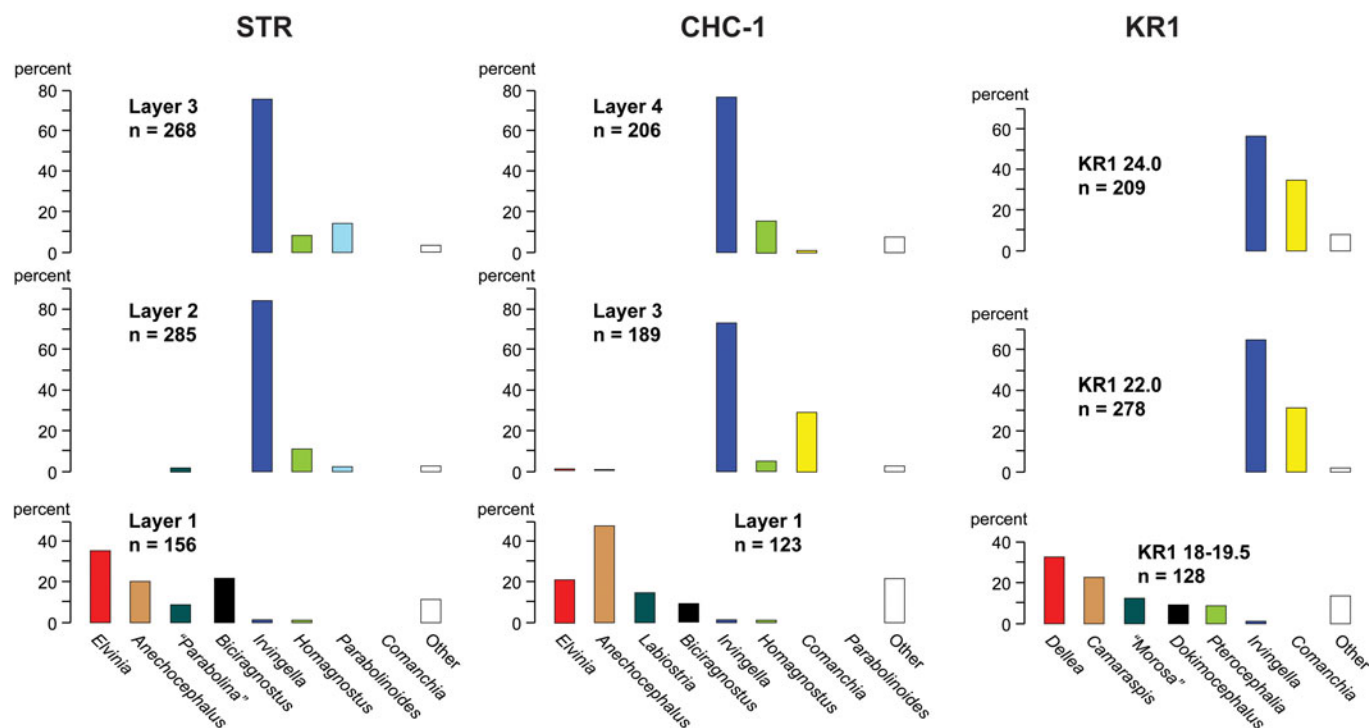 STR
percent
80
60
40
20
0
Layer 3
n = 268
percent
80
60
40
20
0
Layer 2
n = 285
percent
40
20
0
Layer 1
n = 156
Elvinia
Anechocephalus
“Parabolina”
Biciragnostus
Irvingella
Homagnostus
Parabolinoides
Comanchia
Other
CHC-1
percent
80
60
40
20
0
Layer 4
n = 206
percent
80
60
40
20
0
Layer 3
n = 189
percent
40
20
0
Layer 1
n = 123
Elvinia
Anechocephalus
Labiostria
Biciragnostus
Irvingella
Homagnostus
Comanchia
Parabolinoides
Other
KR1
percent
60
40
20
0
KR1 24.0
n = 209
percent
60
40
20
0
KR1 22.0
n = 278
percent
40
20
0
KR1 18-19.5
n = 128
Dellea
Camaraspis
“Morosa”
Dokimocephalus
Pterocephalia
Irvingella
Comanchia
Other